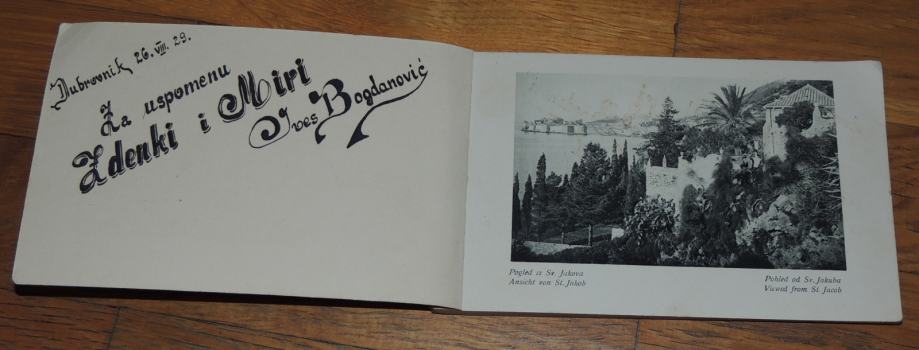 Dubrovnik 26. VIII. 29.
Za uspomenu
Zdenki i Miri
Ives Bogdanović
Pogled iz Sv. Jakova
Ansicht von St. Jakob
Pohled od Sv. Jakuba
Viewed from St. Jacob